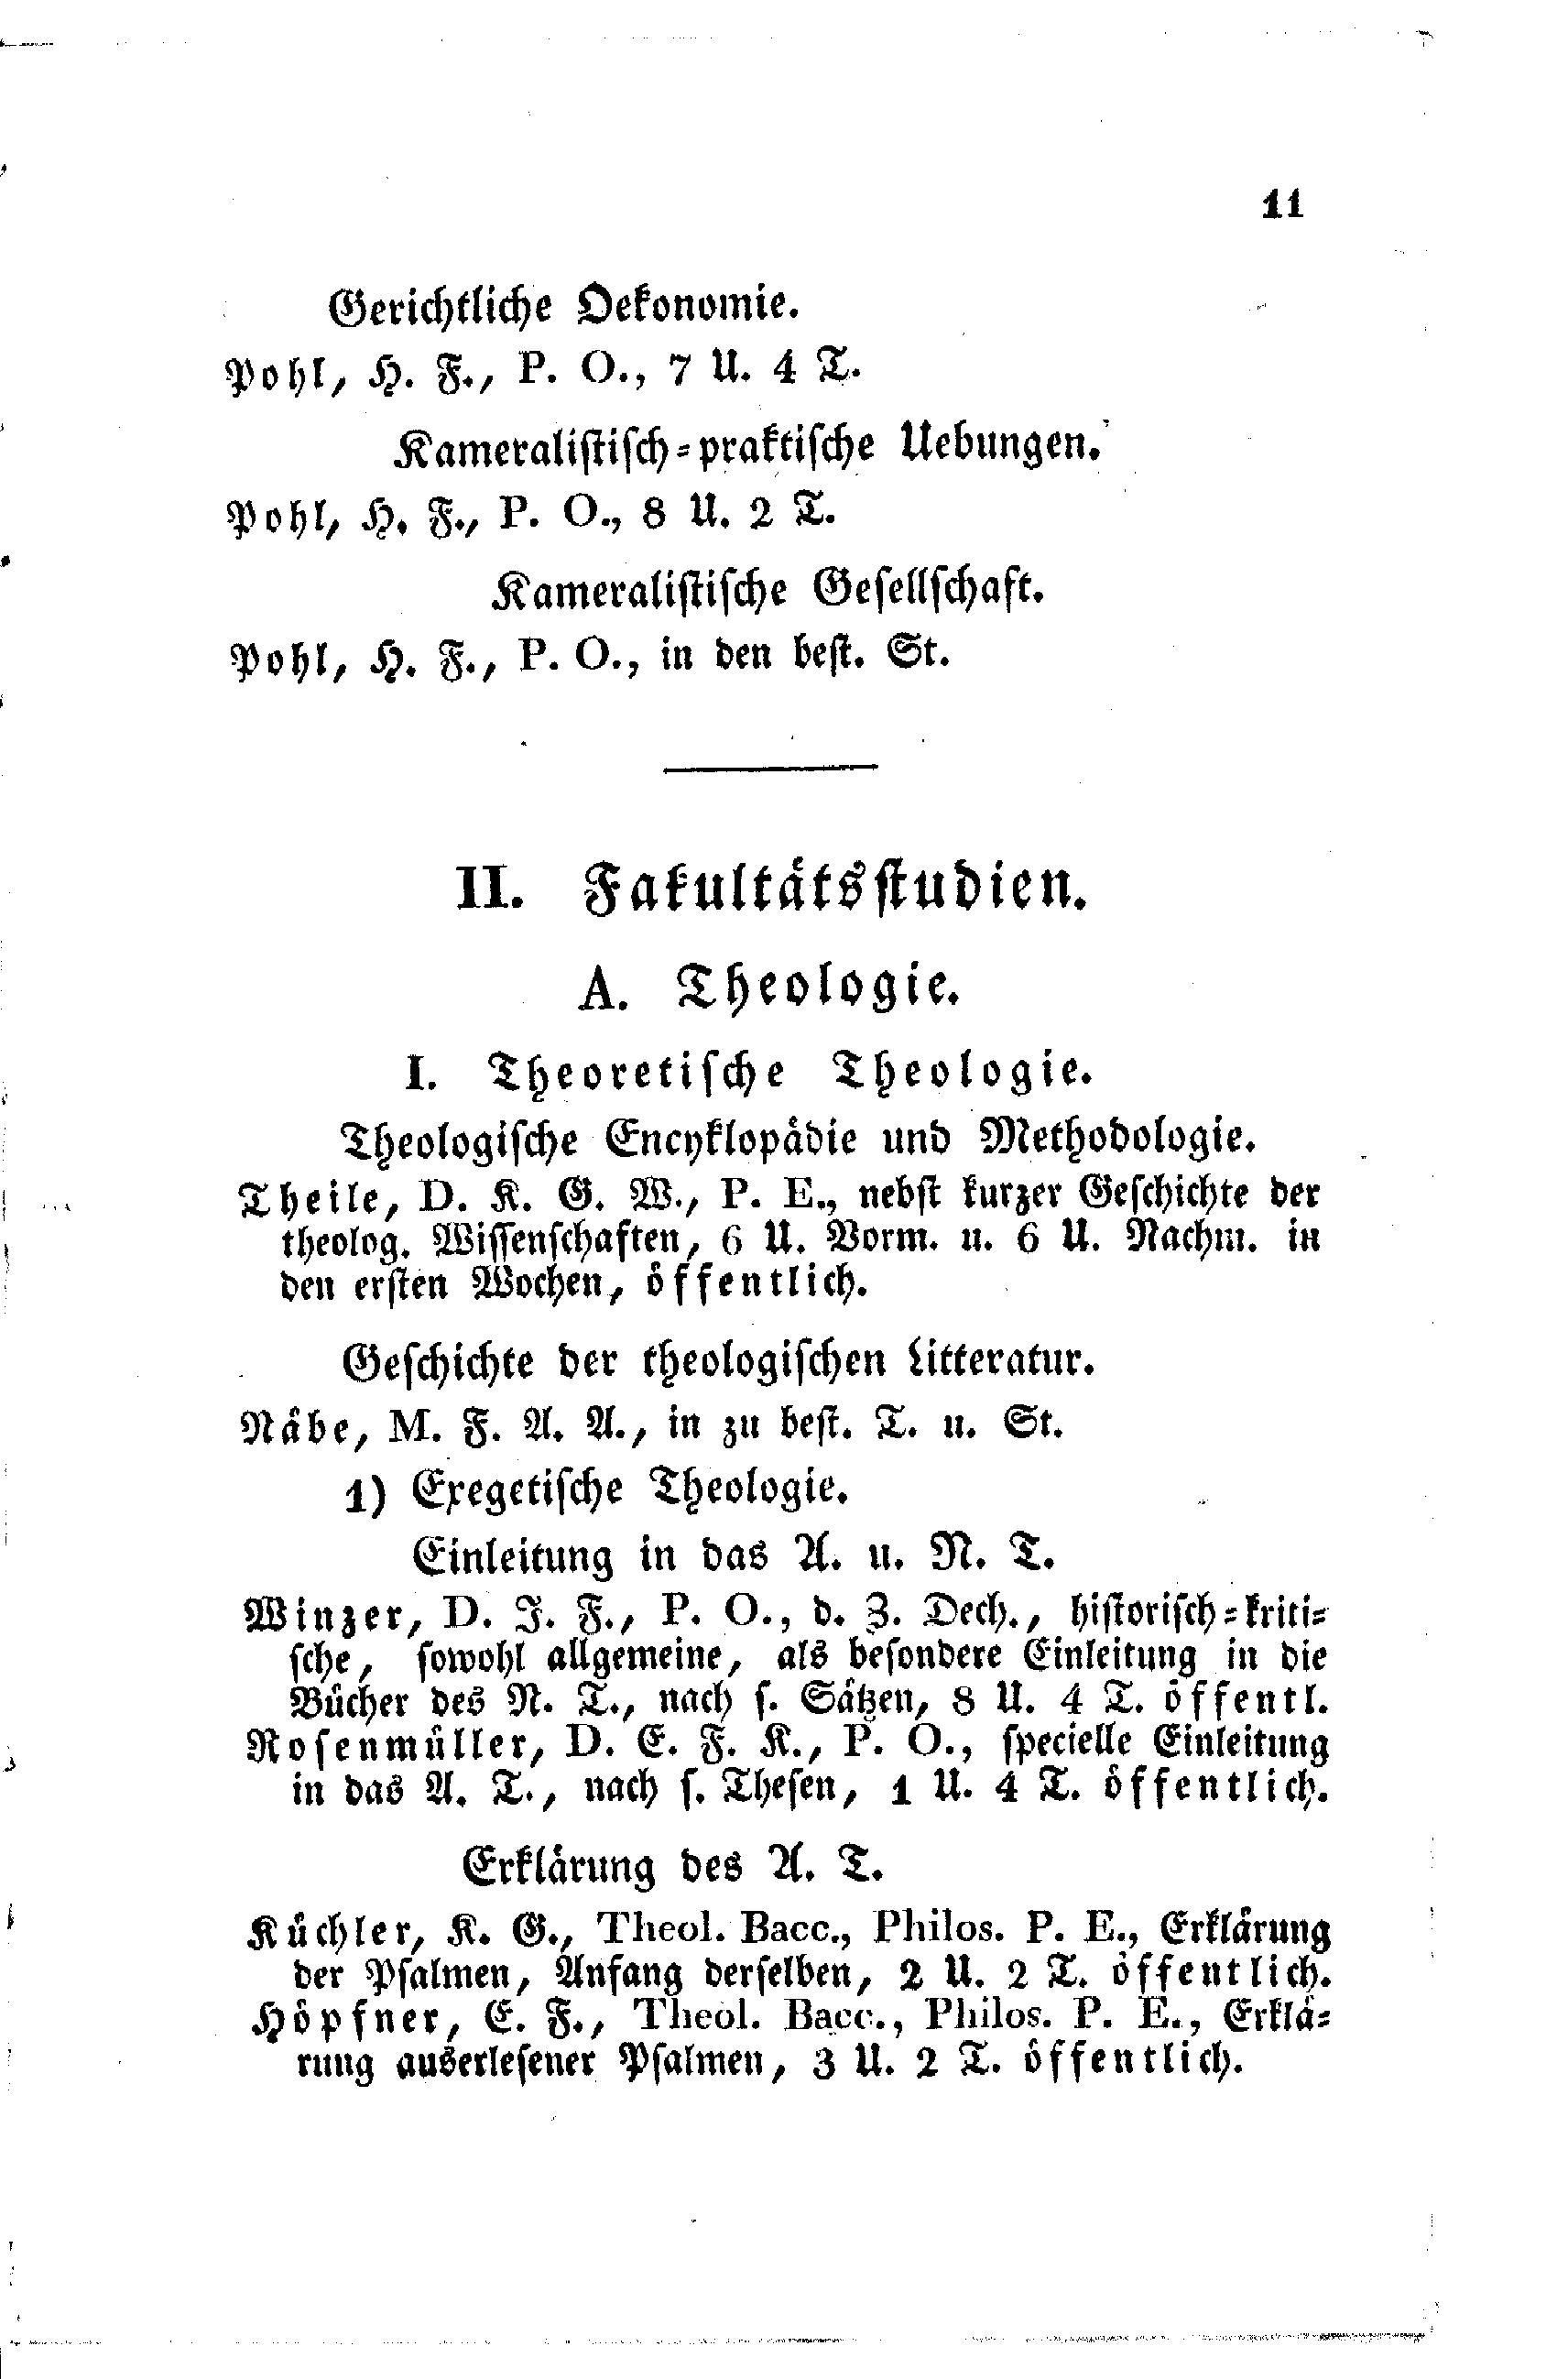 11
Gerichtliche Oekonomie.
Pohl, H. F., P. O., 7 U. 4 T.
Kameralistisch-praktische Uebungen.
Pohl, H. F., P. O., 8 U. 2 T.
Kameralistische Gesellschaft.
Pohl, H. F., P. O., in den best. St.
II. Fakultätsstudien.
A. Theologie.
I. Theoretische Theologie.
Theologische Encyklopädie und Methodologie.
Theile, D. K. G. W., P. E., nebst kurzer Geschichte der
theolog. Wissenschaften, 6 U. Vorm. u. 6 U. Nachm. in
den ersten Wochen, öffentlich.
Geschichte der theologischen Litteratur.
Näbe, M. F. A. A., in zu best. T. u. St.
1) Exegetische Theologie.
Einleitung in das A. u. N. T.
Winzer, D. J. F., P. O., d. Z. Dech., historisch-kriti-
sche, sowohl allgemeine, als besondere Einleitung in die
Bücher des N. T., nach s. Sätzen, 8 U. 4 T. öffentl.
Rosenmüller, D. E. F. K., P. O., specielle Einleitung
in das A. T., nach s. Thesen, 1 U. 4 T. öffentlich.
Erklärung des A. T.
Küchler, K. G., Theol. Bacc., Philos. P. E., Erklärung
der Psalmen, Anfang derselben, 2 U. 2 T. öffentlich.
Höpfner, E. F., Theol. Bacc., Philos. P. E., Erklä-
rung auserlesener Psalmen, 3 U. 2 T. öffentlich.